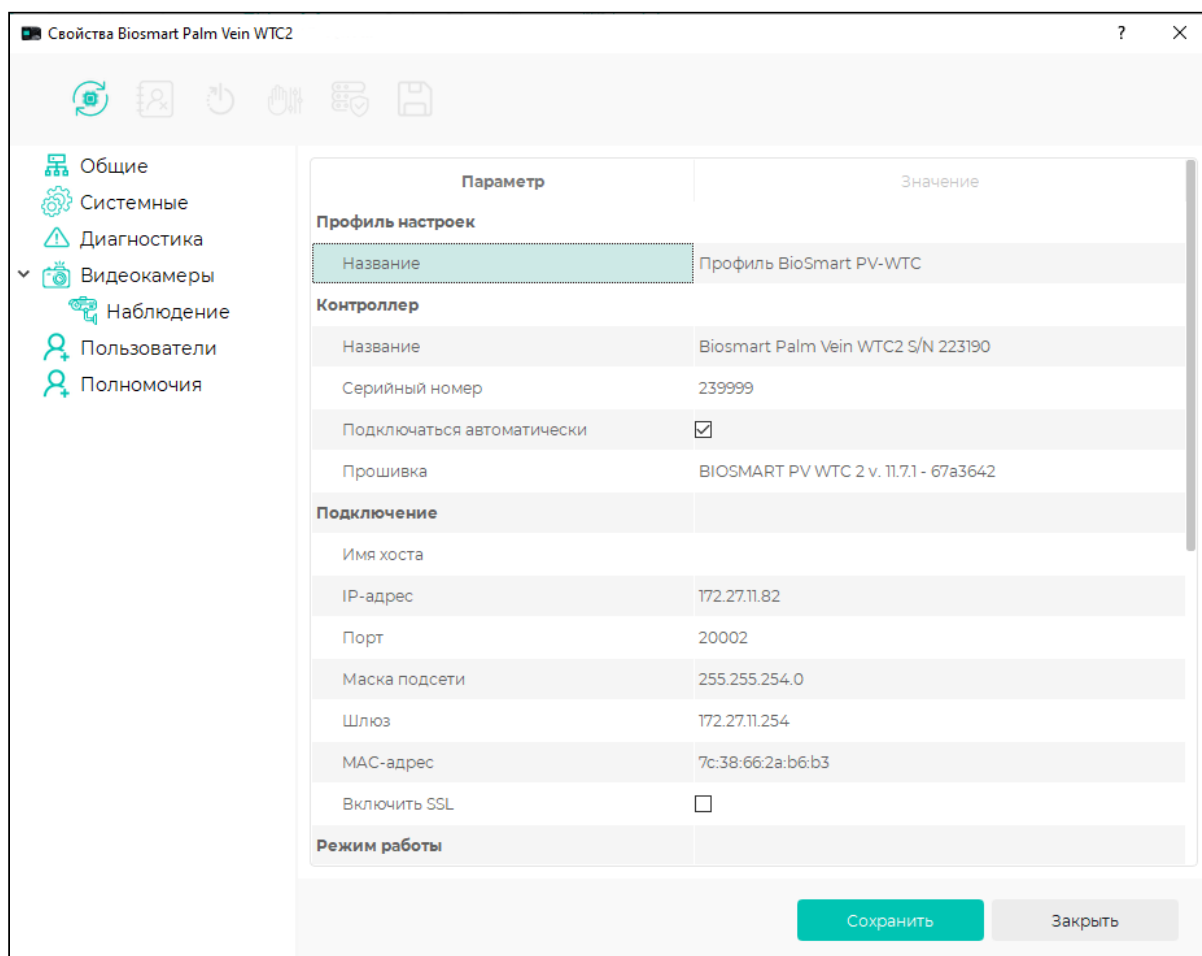 Свойства Biosmart Palm Vein WTC2
?
Общие
Системные
Диагностика
Видеокамеры
Наблюдение
Пользователи
Полномочия
Параметр Значение
Профиль настроек
Название Профиль BioSmart PV-WTC
Контроллер
Название Biosmart Palm Vein WTC2 S/N 223190
Серийный номер 239999
Подключаться автоматически
Прошивка BIOSMART PV WTC 2 v. 11.7.1 - 67a3642
Подключение
Имя хоста
IP-адрес 172.27.11.82
Порт 20002
Маска подсети 255.255.254.0
Шлюз 172.27.11.254
MAC-адрес 7c:38:66:2a:b6:b3
Включить SSL
Режим работы
Сохранить Закрыть